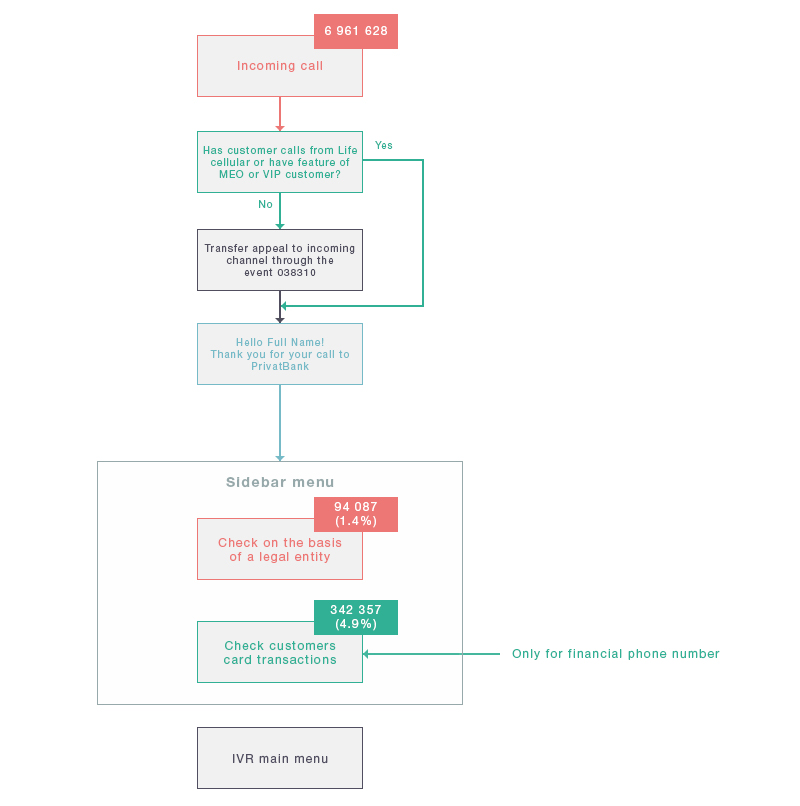 6 961 628
Incoming call
Has customer calls from Life
cellular or have feature of
MEO or VIP customer?
Yes
No
Transfer appeal to incoming
channel through the
event 038310
Hello Full Name!
Thank you for your call to
PrivatBank
Sidebar menu
94 087
(1.4%)
Check on the basis
of a legal entity
342 357
(4.9%)
Check customers
card transactions
Only for financial phone number
IVR main menu